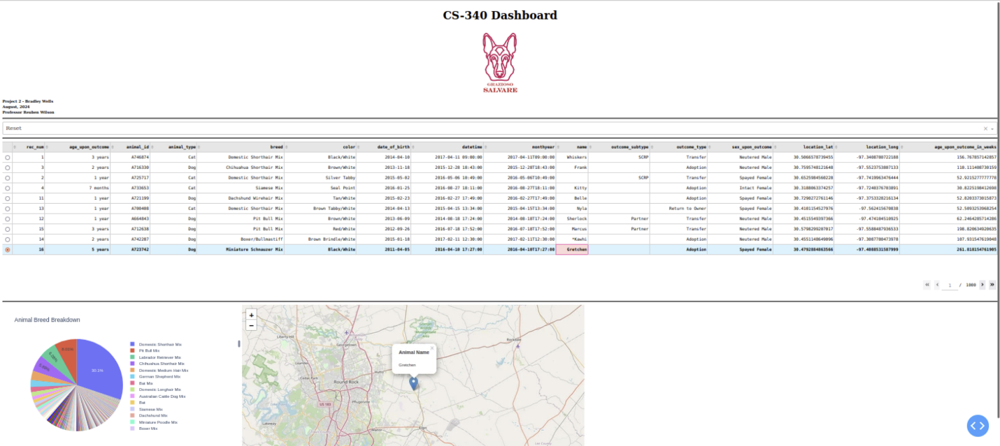 CS-340 Dashboard
GRAZIOSO
SALVARE
Project 2 - Bradley Wells
August, 2024
Professor Reuben Wilson
Reset
rec_num age_upon_outcome animal_id animal_type breed color date_of_birth datetime monthyear name outcome_subtype outcome_type sex_upon_outcome location_lat location_long age_upon_outcome_in_weeks
1 3 years A746874 Cat Domestic Shorthair Mix Black/White 2014-04-10 2017-04-11 09:00:00 2017-04-11T09:00:00 Whiskers SCRP Transfer Neutered Male 30.5066578739455 -97.3408780722188 156.767857142857
3 2 years A716330 Dog Chihuahua Shorthair Mix Brown/White 2013-11-18 2015-12-28 18:43:00 2015-12-28T18:43:00 Frank Adoption Neutered Male 30.7595748121648 -97.5523753807133 110.111408730159
2 1 year A725717 Cat Domestic Shorthair Mix Silver Tabby 2015-05-02 2016-05-06 10:49:00 2016-05-06T10:49:00 SCRP Transfer Spayed Female 30.6525984560228 -97.7419963476444 52.9215277777778
4 7 months A733653 Cat Siamese Mix Seal Point 2016-01-25 2016-08-27 18:11:00 2016-08-27T18:11:00 Kitty Adoption Intact Female 30.3188063374257 -97.7240376703891 30.8225198412698
11 1 year A721199 Dog Dachshund Wirehair Mix Tan/White 2015-02-23 2016-02-27 17:49:00 2016-02-27T17:49:00 Belle Adoption Spayed Female 30.7290272761146 -97.3753328216134 52.8203373015873
13 1 year A700408 Cat Domestic Shorthair Mix Brown Tabby/White 2014-04-13 2015-04-15 13:34:00 2015-04-15T13:34:00 Nyla Return to Owner Spayed Female 30.4101154527976 -97.562415670838 52.5093253968254
12 1 year A664843 Dog Pit Bull Mix Brown/White 2013-06-09 2014-08-18 17:24:00 2014-08-18T17:24:00 Sherlock Partner Transfer Neutered Male 30.4515549397366 -97.474104510925 62.2464285714286
15 3 years A712638 Dog Pit Bull Mix Red/White 2012-09-26 2016-07-18 17:52:00 2016-07-18T17:52:00 Marcus Partner Transfer Neutered Male 30.5798299207017 -97.5588487936533 198.820634920635
14 2 years A742287 Dog Boxer/Bullmastiff Brown Brindle/White 2015-01-18 2017-02-11 12:30:00 2017-02-11T12:30:00 *Kawhi Adoption Neutered Male 30.4551148649096 -97.3087780473978 107.931547619048
16 5 years A723742 Dog Miniature Schnauzer Mix Black/White 2011-04-05 2016-04-10 17:27:00 2016-04-10T17:27:00 Gretchen Adoption Spayed Female 30.4792884863566 -97.4088531587999 261.818154761905
1 / 1000
Animal Breed Breakdown
30.1%
Domestic Shorthair Mix
Pit Bull Mix
Labrador Retriever Mix
Chihuahua Shorthair Mix
Domestic Medium Hair Mix
German Shepherd Mix
Bat Mix
Domestic Longhair Mix
Australian Cattle Dog Mix
Bat
Siamese Mix
Dachshund Mix
Miniature Poodle Mix
Boxer Mix
+
−
Liberty Hill
Georgetown
Leander
Cedar Park
Round Rock
Hutto
Pflugerville
US 183
Lakeway
Manor
Elgin
Rockdale
Lee County
Animal Name
Gretchen